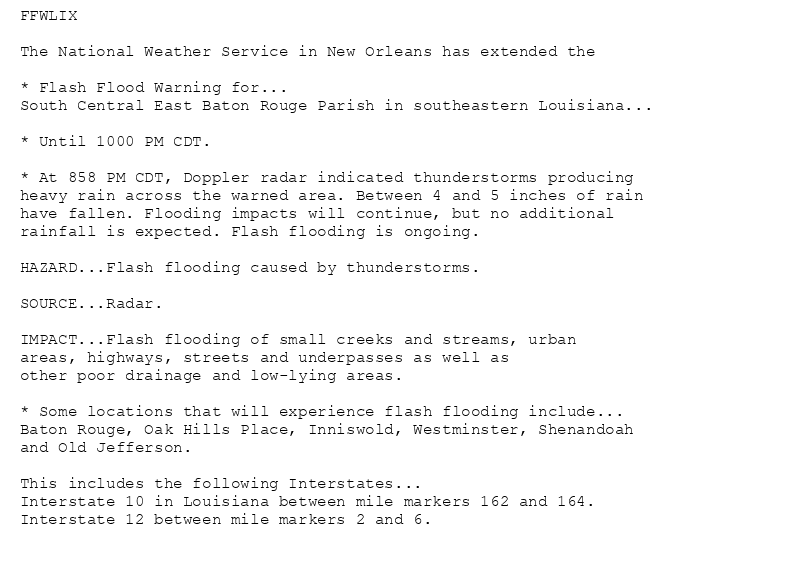 FFWLIX
The National Weather Service in New Orleans has extended the
* Flash Flood Warning for...
South Central East Baton Rouge Parish in southeastern Louisiana...
* Until 1000 PM CDT.
* At 858 PM CDT, Doppler radar indicated thunderstorms producing
heavy rain across the warned area. Between 4 and 5 inches of rain
have fallen. Flooding impacts will continue, but no additional
rainfall is expected. Flash flooding is ongoing.
HAZARD...Flash flooding caused by thunderstorms.
SOURCE...Radar.
IMPACT...Flash flooding of small creeks and streams, urban
areas, highways, streets and underpasses as well as
other poor drainage and low-lying areas.
* Some locations that will experience flash flooding include...
Baton Rouge, Oak Hills Place, Inniswold, Westminster, Shenandoah
and Old Jefferson.
This includes the following Interstates...
Interstate 10 in Louisiana between mile markers 162 and 164.
Interstate 12 between mile markers 2 and 6.